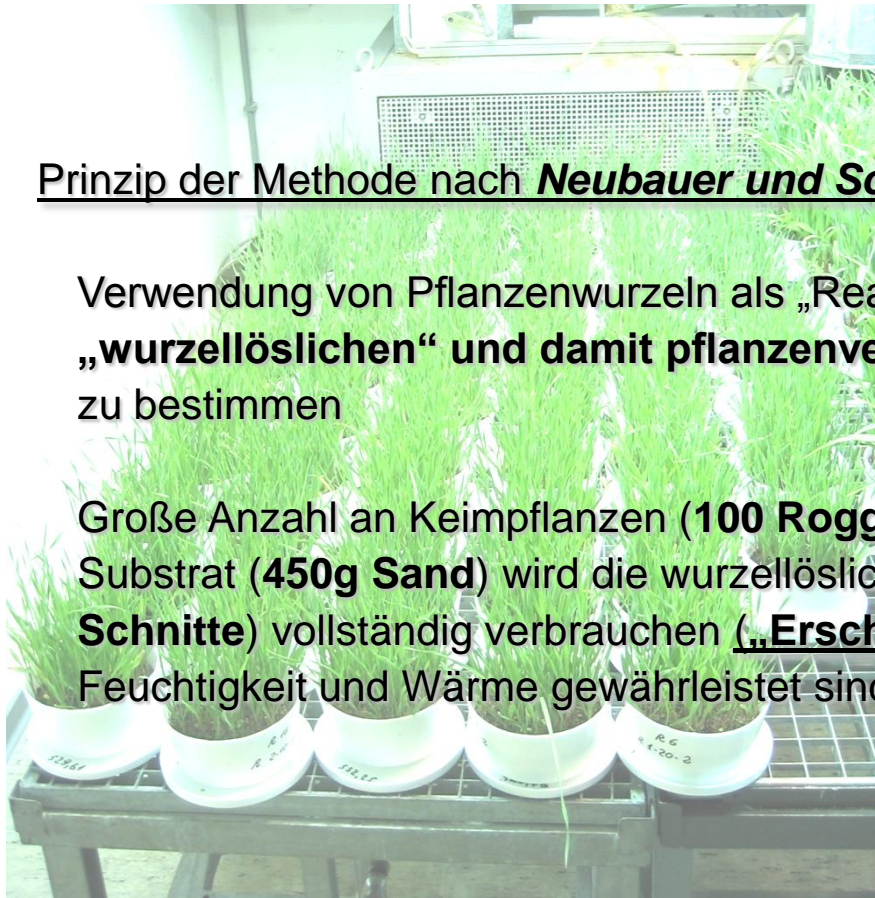 Prinzip der Methode nach Neubauer und Sc
Verwendung von Pflanzenwurzeln als „Rea
„wurzellöslichen“ und damit pflanzenve
zu bestimmen
Große Anzahl an Keimpflanzen (100 Rogg
Substrat (450g Sand) wird die wurzellöslic
Schnitte) vollständig verbrauchen („Ersch
Feuchtigkeit und Wärme gewährleistet sind
R 6